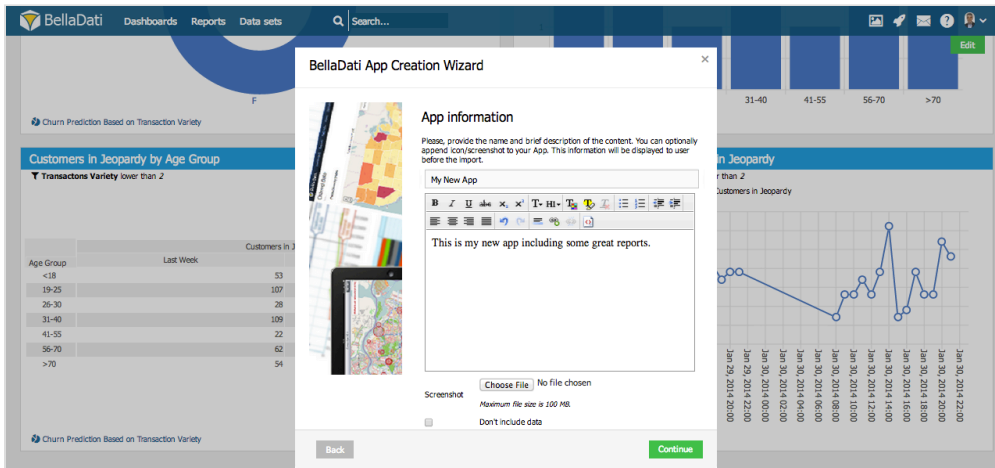 BellaDati Dashboards Reports Data sets Search...
Edit
F
31-40 41-55 56-70 >70
Churn Prediction Based on Transaction Variety
Customers in Jeopardy by Age Group
Transactons Variety lower than 2
Customers in J
Age Group Last Week
<18 53
19-25 107
26-30 28
31-40 109
41-55 22
56-70 62
>70 54
Churn Prediction Based on Transaction Variety
BellaDati App Creation Wizard
App information
Please, provide the name and brief description of the content. You can optionally
append icon/screenshot to your App. This information will be displayed to user
before the import.
My New App
This is my new app including some great reports.
Screenshot Choose File No file chosen
Maximum file size is 100 MB.
Don't include data
Back Continue
in Jeopardy
r than 2
Customers in Jeopardy
Jan 29, 2014 20:00
Jan 29, 2014 22:00
Jan 30, 2014 00:00
Jan 30, 2014 02:00
Jan 30, 2014 04:00
Jan 30, 2014 06:00
Jan 30, 2014 08:00
Jan 30, 2014 10:00
Jan 30, 2014 12:00
Jan 30, 2014 14:00
Jan 30, 2014 16:00
Jan 30, 2014 18:00
Jan 30, 2014 20:00
Jan 30, 2014 22:00